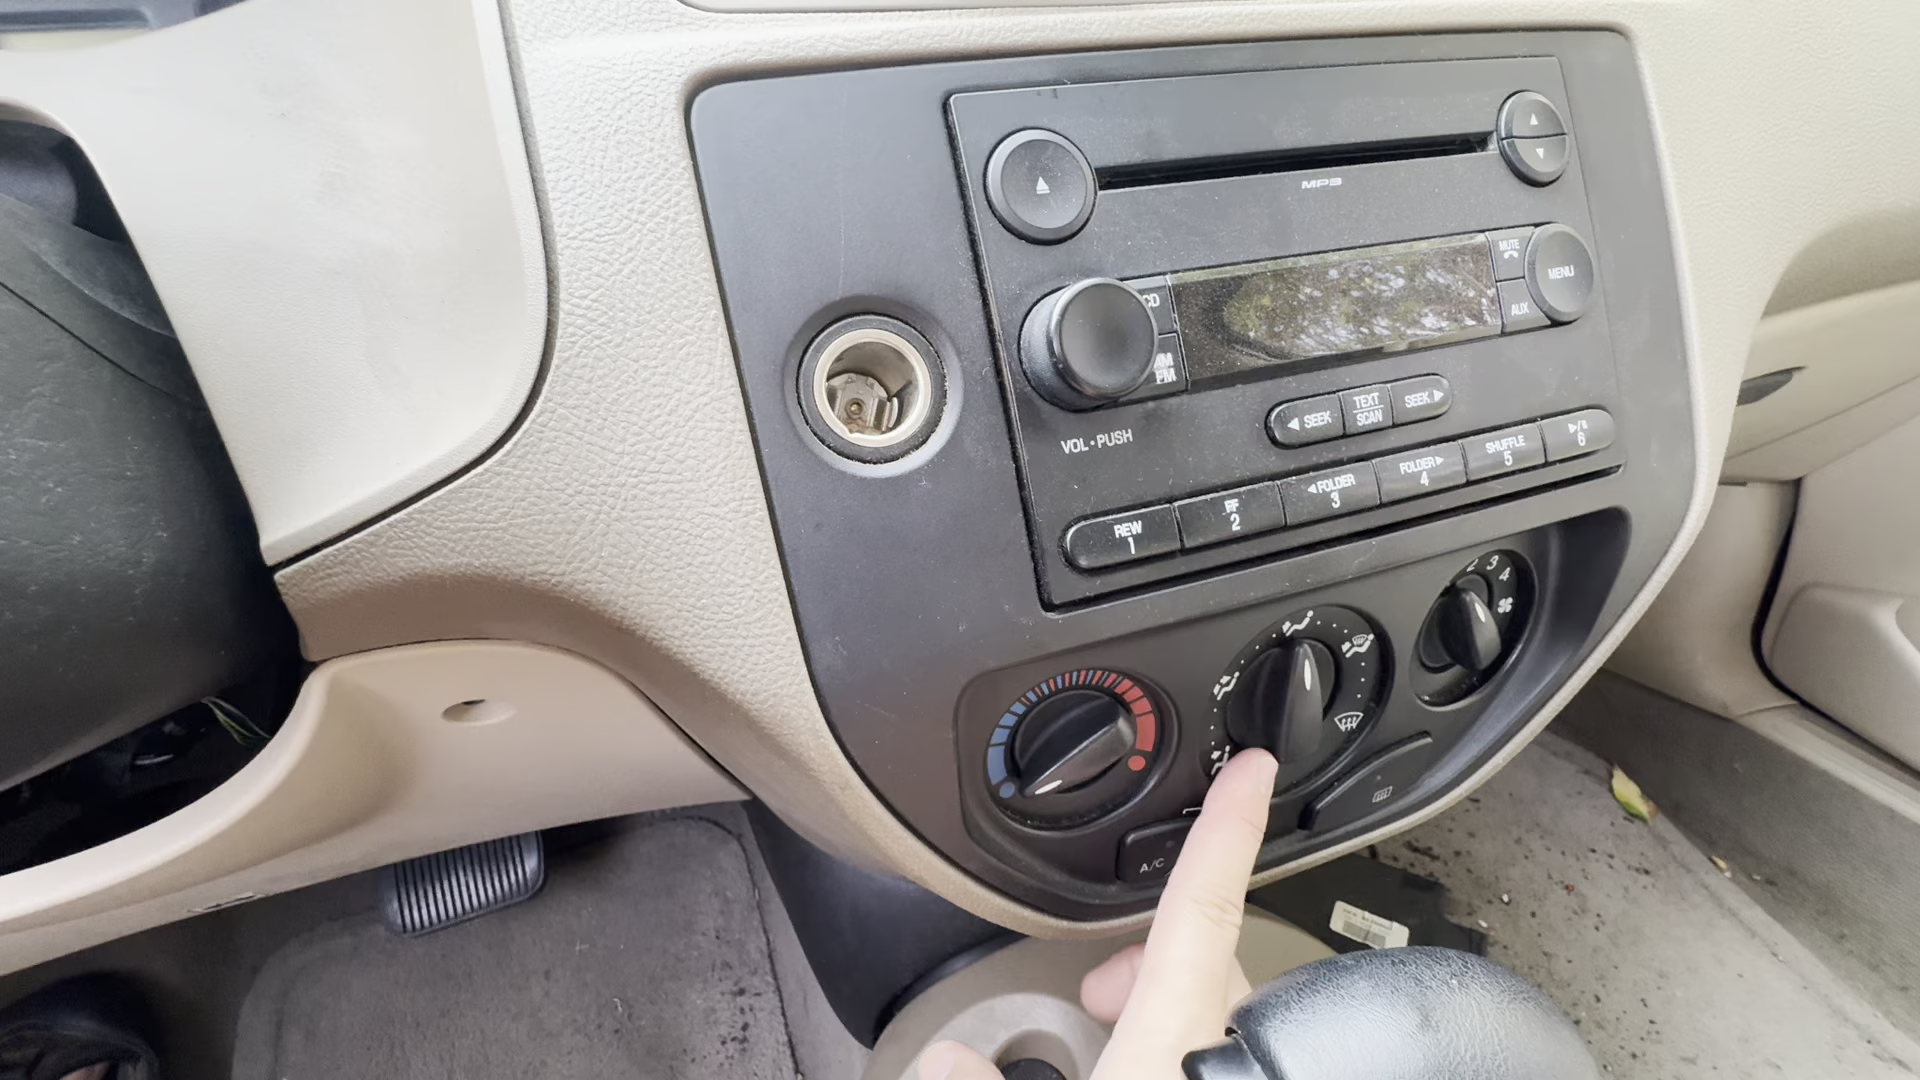 MP3
CD
MUTE
MENU
AUX
AM
FM
◀ SEEK
TEXT
SCAN
SEEK ▶
VOL•PUSH
REW
1
FF
2
◀FOLDER
3
FOLDER▶
4
SHUFFLE
5
6
2 3 4
A/C